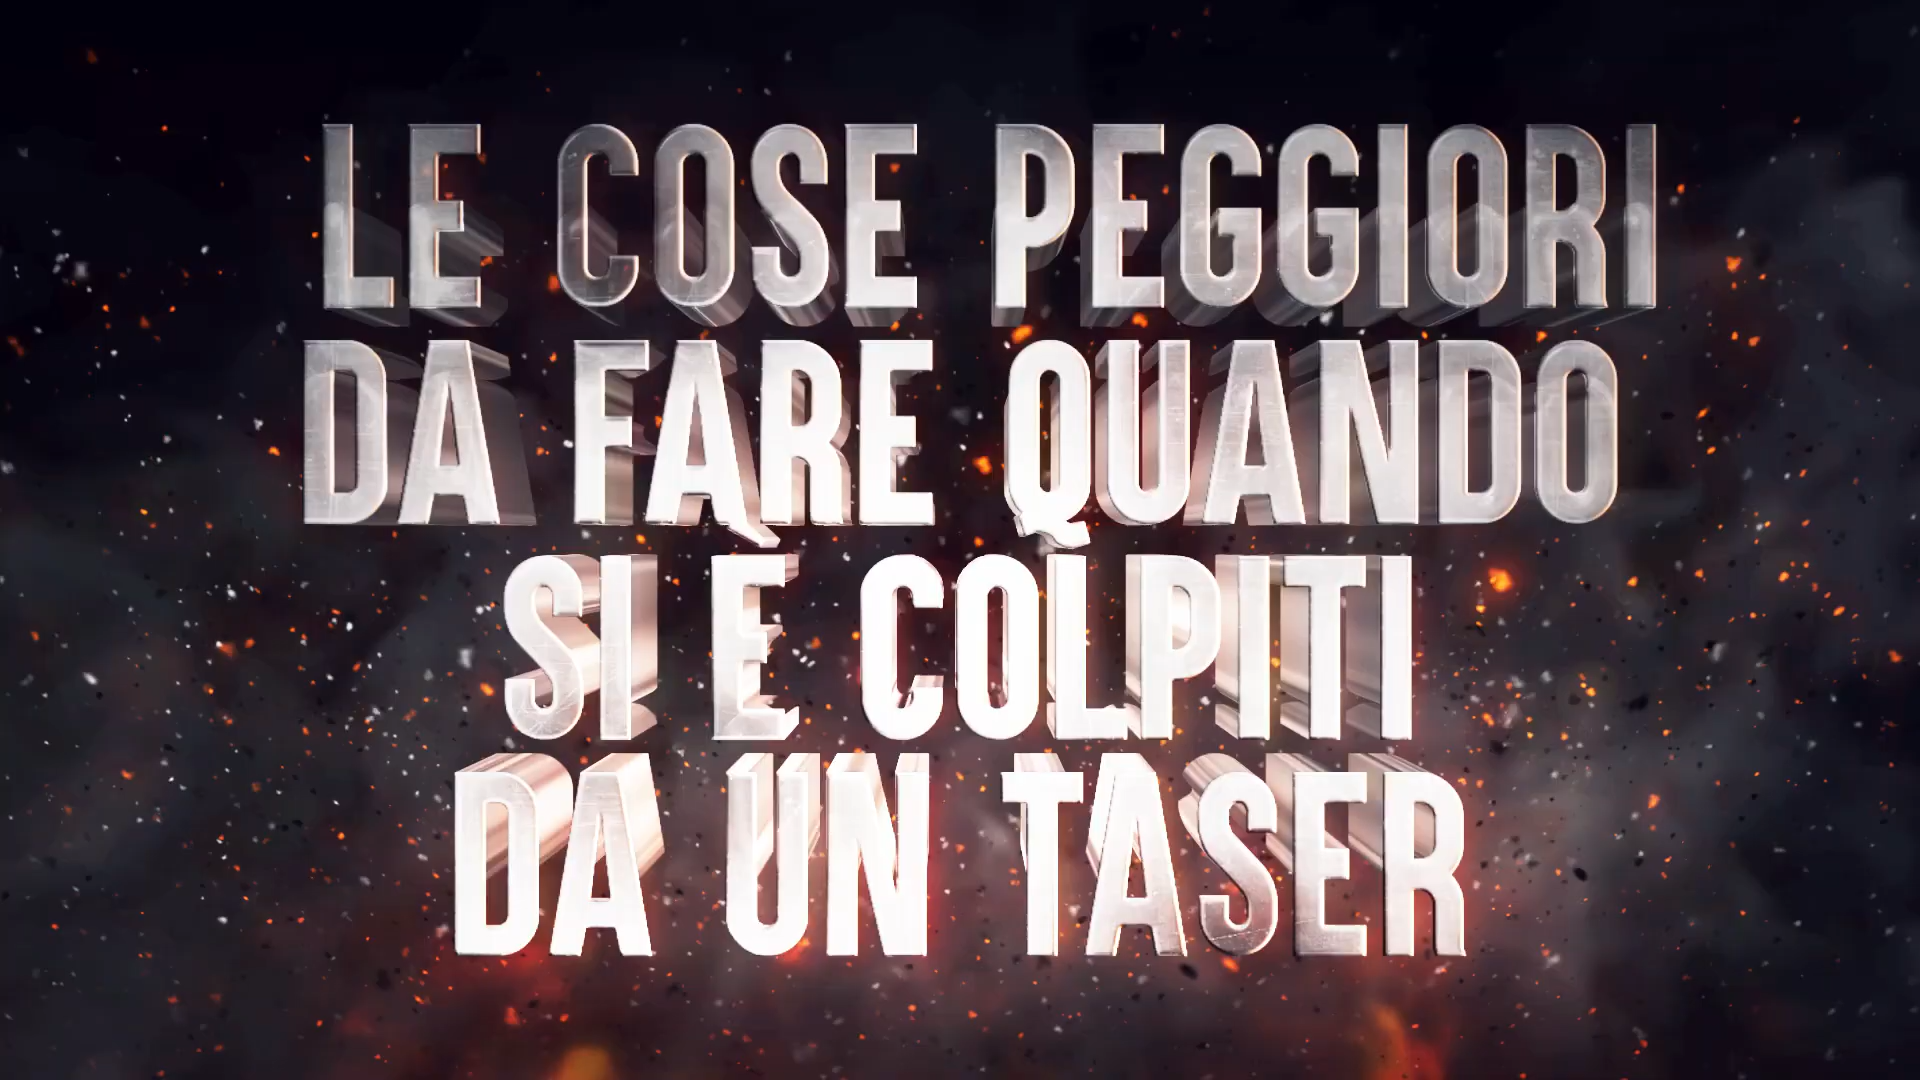 LE COSE PEGGIORI
DA FARE QUANDO
SI È COLPITI
DA UN TASER